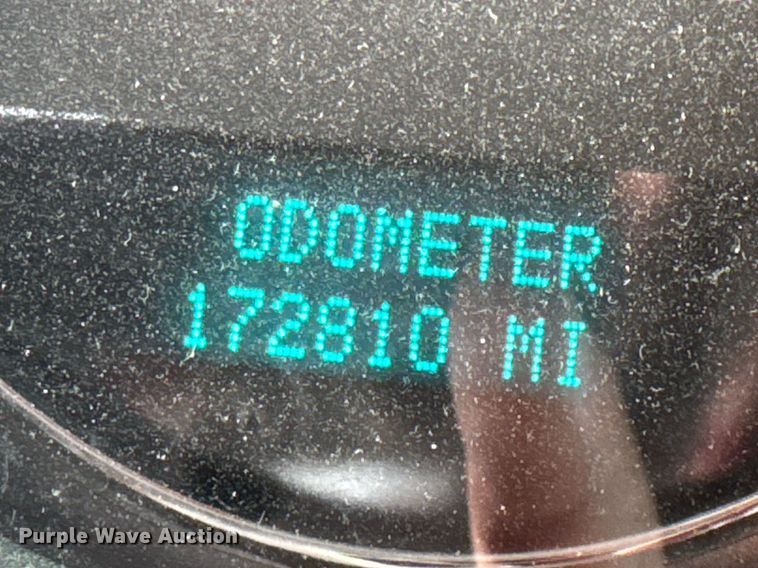 ODOMETER
172810 MI
Purple Wave Auction